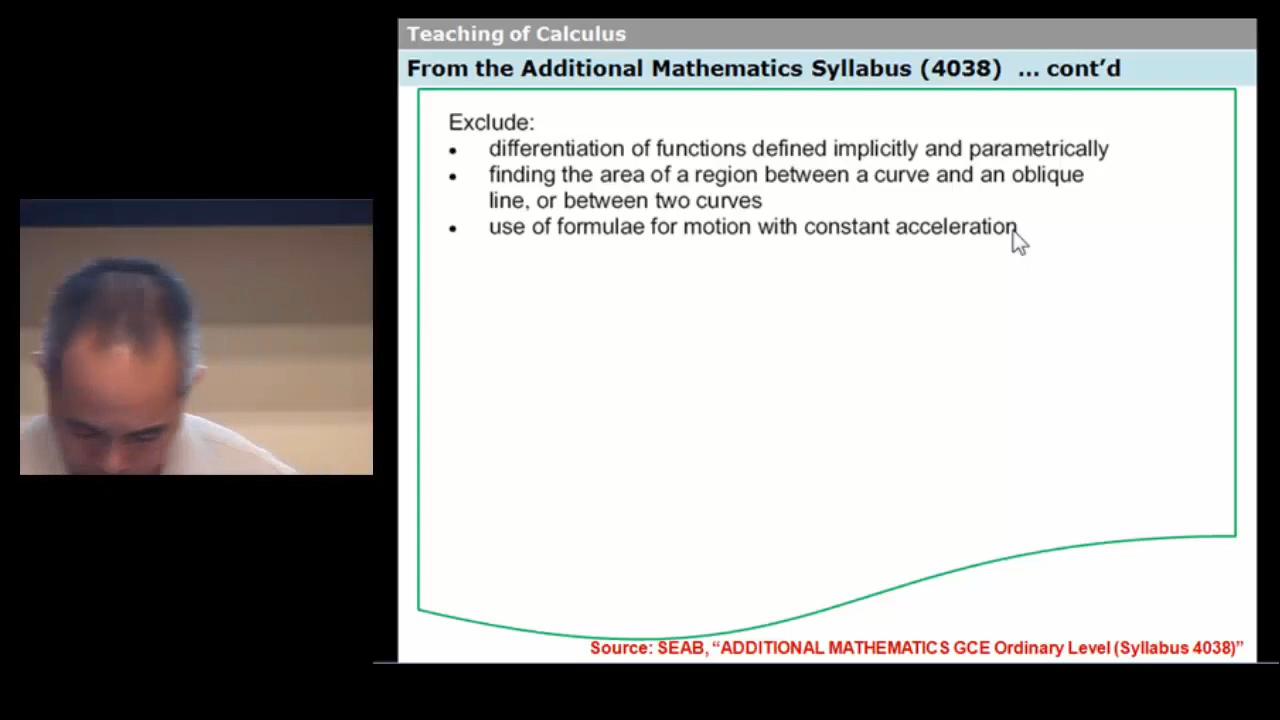 Teaching of Calculus
From the Additional Mathematics Syllabus (4038) ... cont’d
Exclude:
• differentiation of functions defined implicitly and parametrically
• finding the area of a region between a curve and an oblique
line, or between two curves
• use of formulae for motion with constant acceleration
Source: SEAB, “ADDITIONAL MATHEMATICS GCE Ordinary Level (Syllabus 4038)”